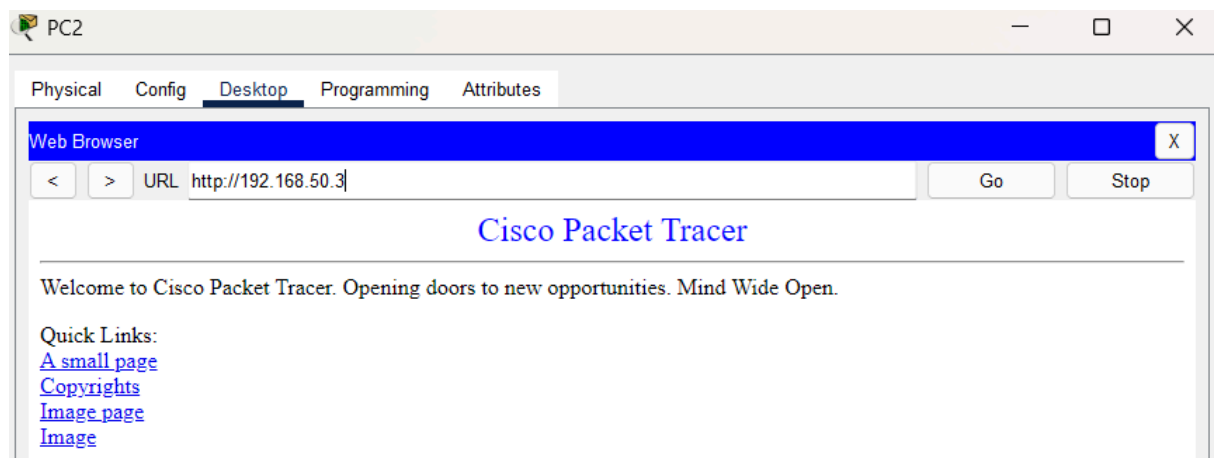 PC2
Physical Config Desktop Programming Attributes
Web Browser X
< > URL http://192.168.50.3 Go Stop
Cisco Packet Tracer
Welcome to Cisco Packet Tracer. Opening doors to new opportunities. Mind Wide Open.
Quick Links:
A small page
Copyrights
Image page
Image